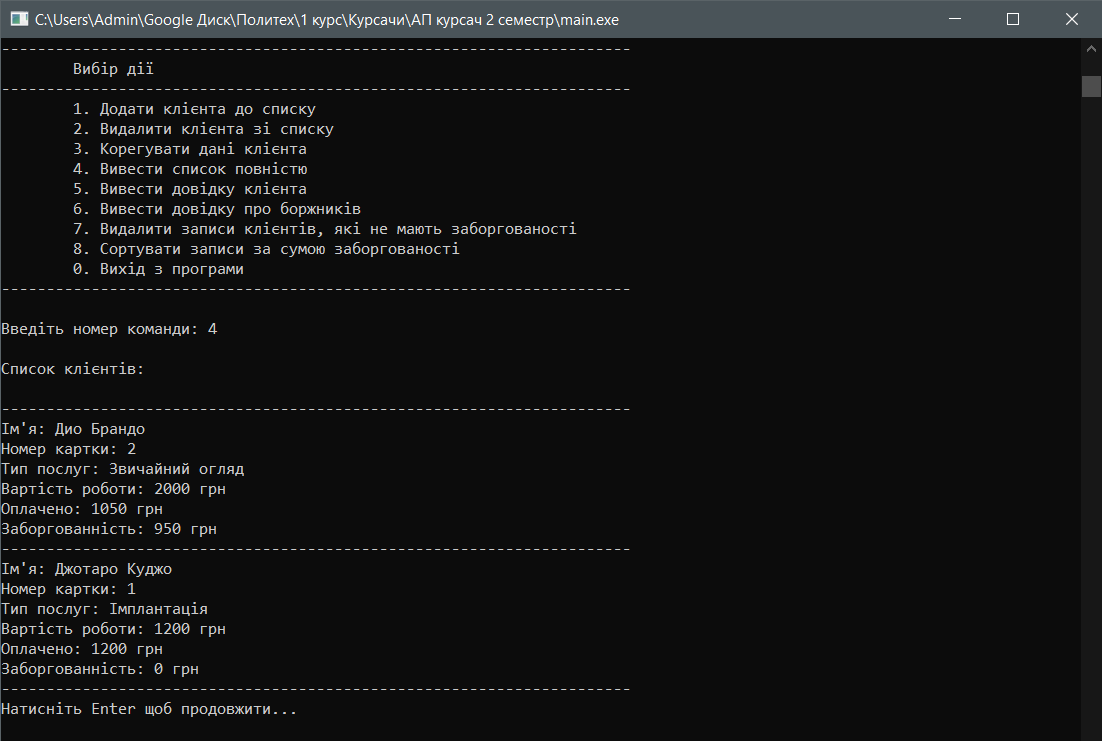 C:\Users\Admin\Google Диск\Политех\1 курс\Курсачи\АП курсач 2 семестр\main.exe
----------------------------------------------------------------------
Вибір дії
----------------------------------------------------------------------
1. Додати клієнта до списку
2. Видалити клієнта зі списку
3. Корегувати дані клієнта
4. Вивести список повністю
5. Вивести довідку клієнта
6. Вивести довідку про боржників
7. Видалити записи клієнтів, які не мають заборгованості
8. Сортувати записи за сумою заборгованості
0. Вихід з програми
----------------------------------------------------------------------
Введіть номер команди: 4
Список клієнтів:
----------------------------------------------------------------------
Ім'я: Дио Брандо
Номер картки: 2
Тип послуг: Звичайний огляд
Вартість роботи: 2000 грн
Оплачено: 1050 грн
Заборгованність: 950 грн
----------------------------------------------------------------------
Ім'я: Джотаро Куджо
Номер картки: 1
Тип послуг: Імплантація
Вартість роботи: 1200 грн
Оплачено: 1200 грн
Заборгованність: 0 грн
----------------------------------------------------------------------
Натисніть Enter щоб продовжити...